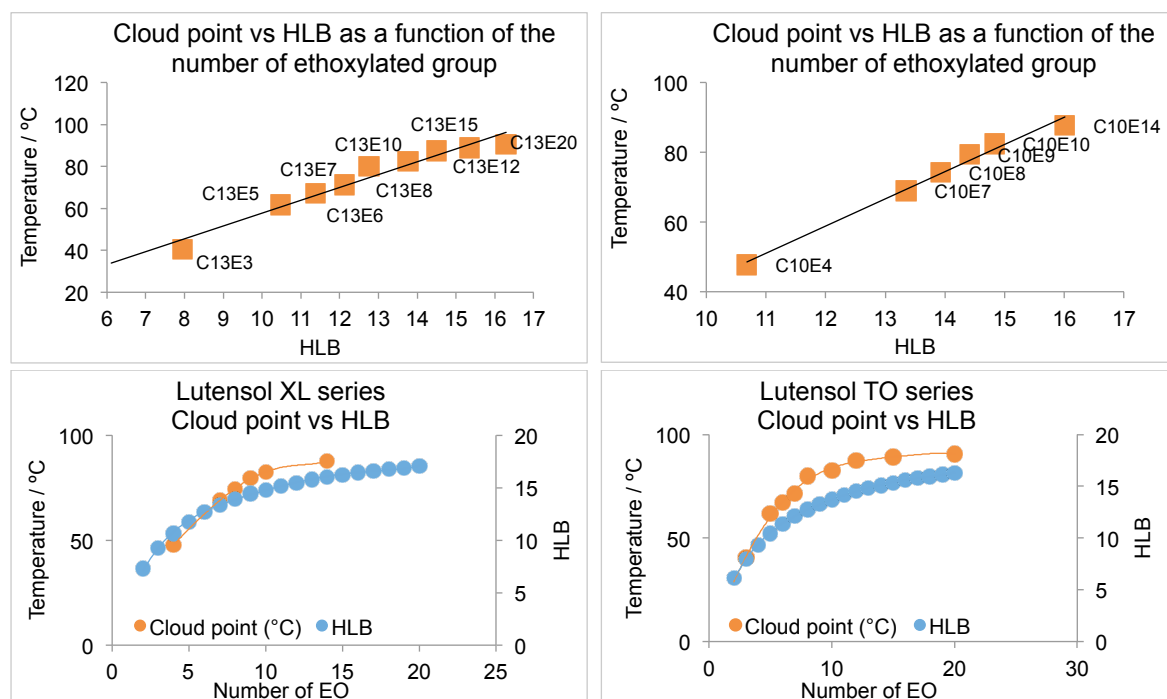 Cloud point vs HLB as a function of the
number of ethoxylated group
Temperature / ºC
120
100
80
60
40
20
C13E3
C13E5
C13E6
C13E7
C13E8
C13E10
C13E12
C13E15
C13E20
6 7 8 9 10 11 12 13 14 15 16 17
HLB
Cloud point vs HLB as a function of the
number of ethoxylated group
Temperature / ºC
100
80
60
40
C10E4
C10E7
C10E8
C10E9
C10E10
C10E14
10 11 12 13 14 15 16 17
HLB
Lutensol XL series
Cloud point vs HLB
Temperature / ºC
100
50
0
20
15
10
5
0
HLB
Cloud point (°C) HLB
0 5 10 15 20 25
Number of EO
Lutensol TO series
Cloud point vs HLB
Temperature / ºC
100
50
0
20
15
10
5
0
HLB
Cloud point (°C) HLB
0 10 20 30
Number of EO